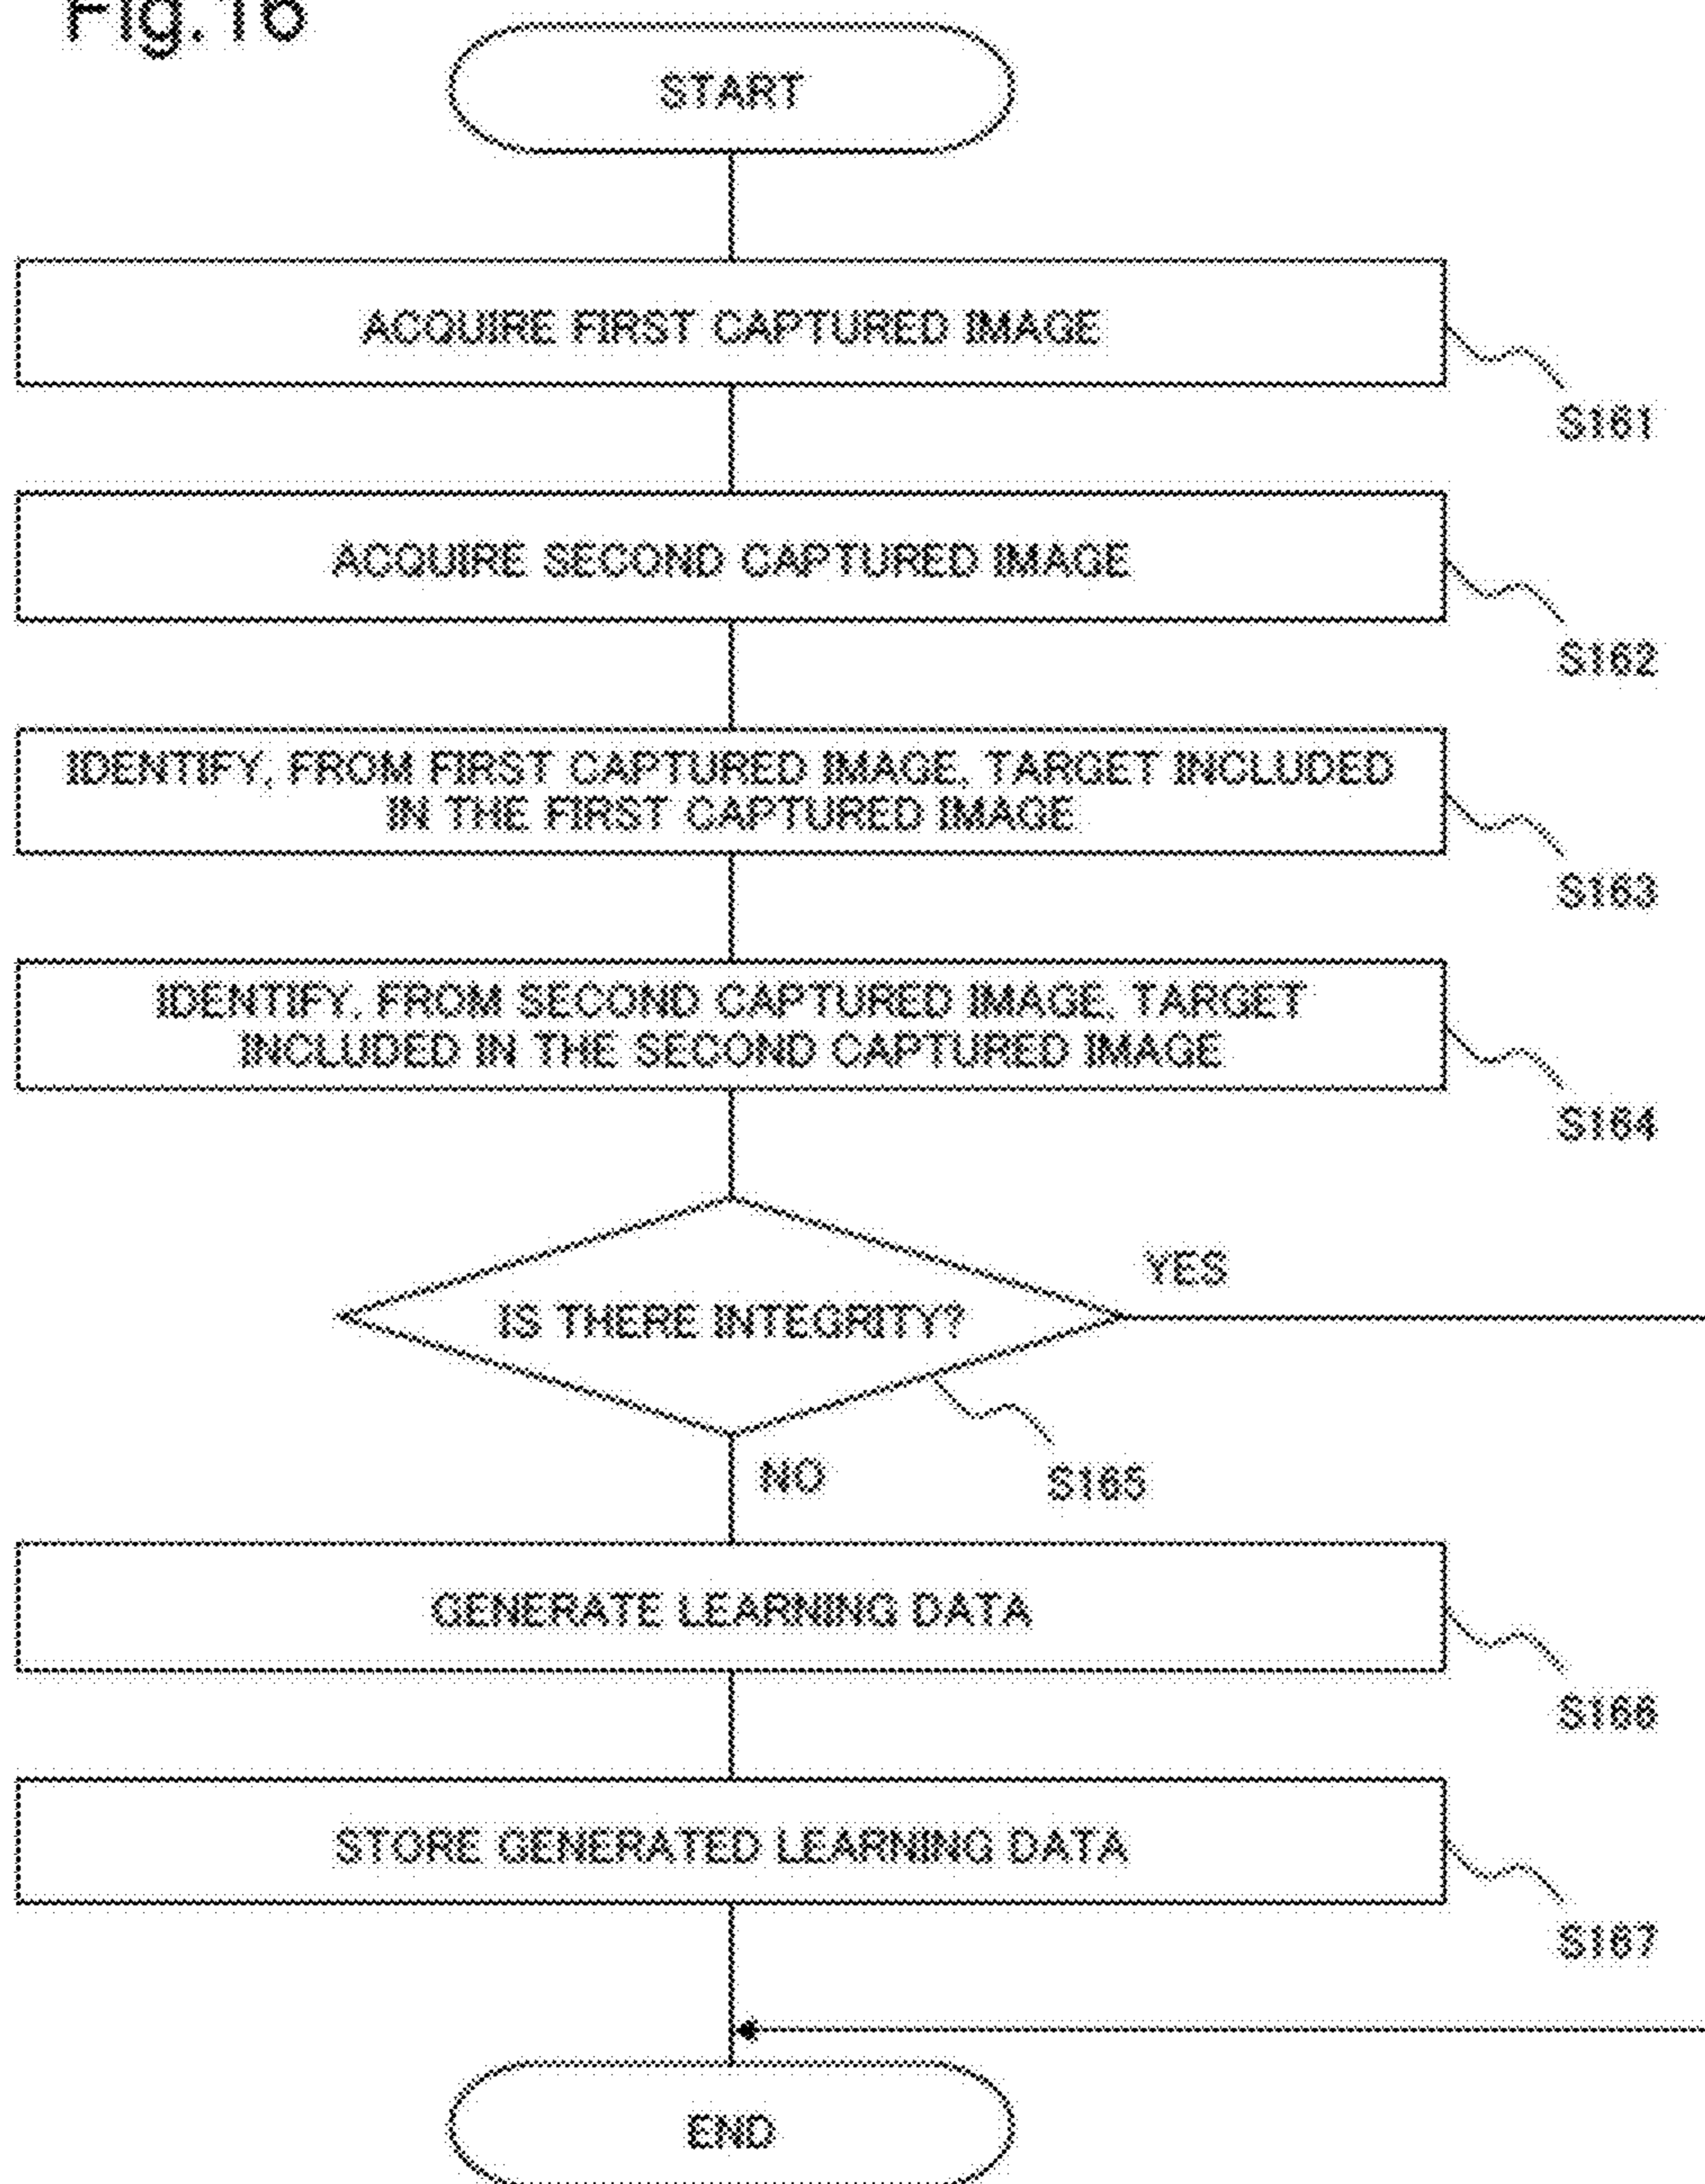 Fig. 16
START
ACQUIRE FIRST CAPTURED IMAGE
S161
ACQUIRE SECOND CAPTURED IMAGE
S162
IDENTIFY, FROM FIRST CAPTURED IMAGE, TARGET INCLUDED
IN THE FIRST CAPTURED IMAGE
S163
IDENTIFY, FROM SECOND CAPTURED IMAGE, TARGET
INCLUDED IN THE SECOND CAPTURED IMAGE
S164
YES
IS THERE INTEGRITY?
NO
S165
GENERATE LEARNING DATA
S166
STORE GENERATED LEARNING DATA
S167
END